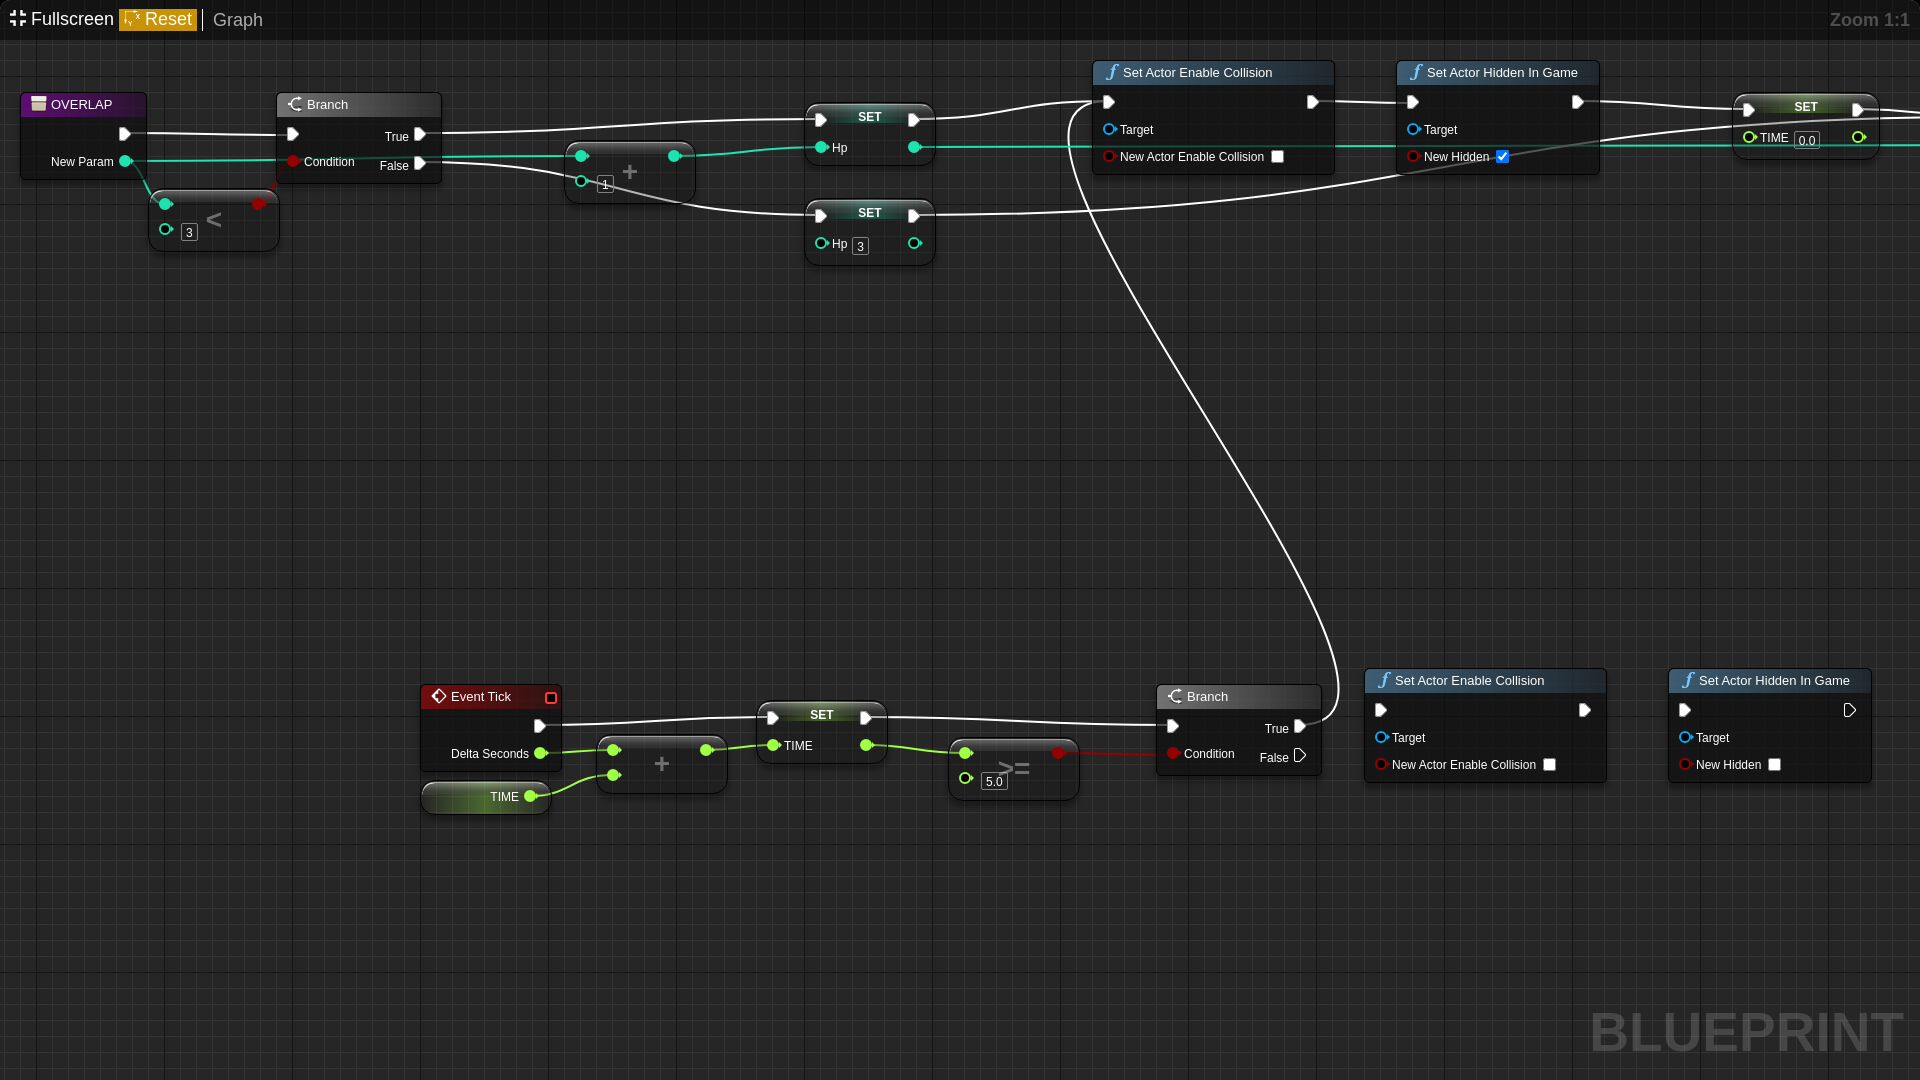 Fullscreen Reset Graph
Zoom 1:1
OVERLAP
New Param
<
3
Branch
True
Condition
False
+
1
SET
Hp
SET
Hp 3
Set Actor Enable Collision
Target
New Actor Enable Collision
Set Actor Hidden In Game
Target
New Hidden
SET
TIME 0.0
Event Tick
Delta Seconds
TIME
+
SET
TIME
>=
5.0
Branch
True
Condition
False
Set Actor Enable Collision
Target
New Actor Enable Collision
Set Actor Hidden In Game
Target
New Hidden
BLUEPRINT